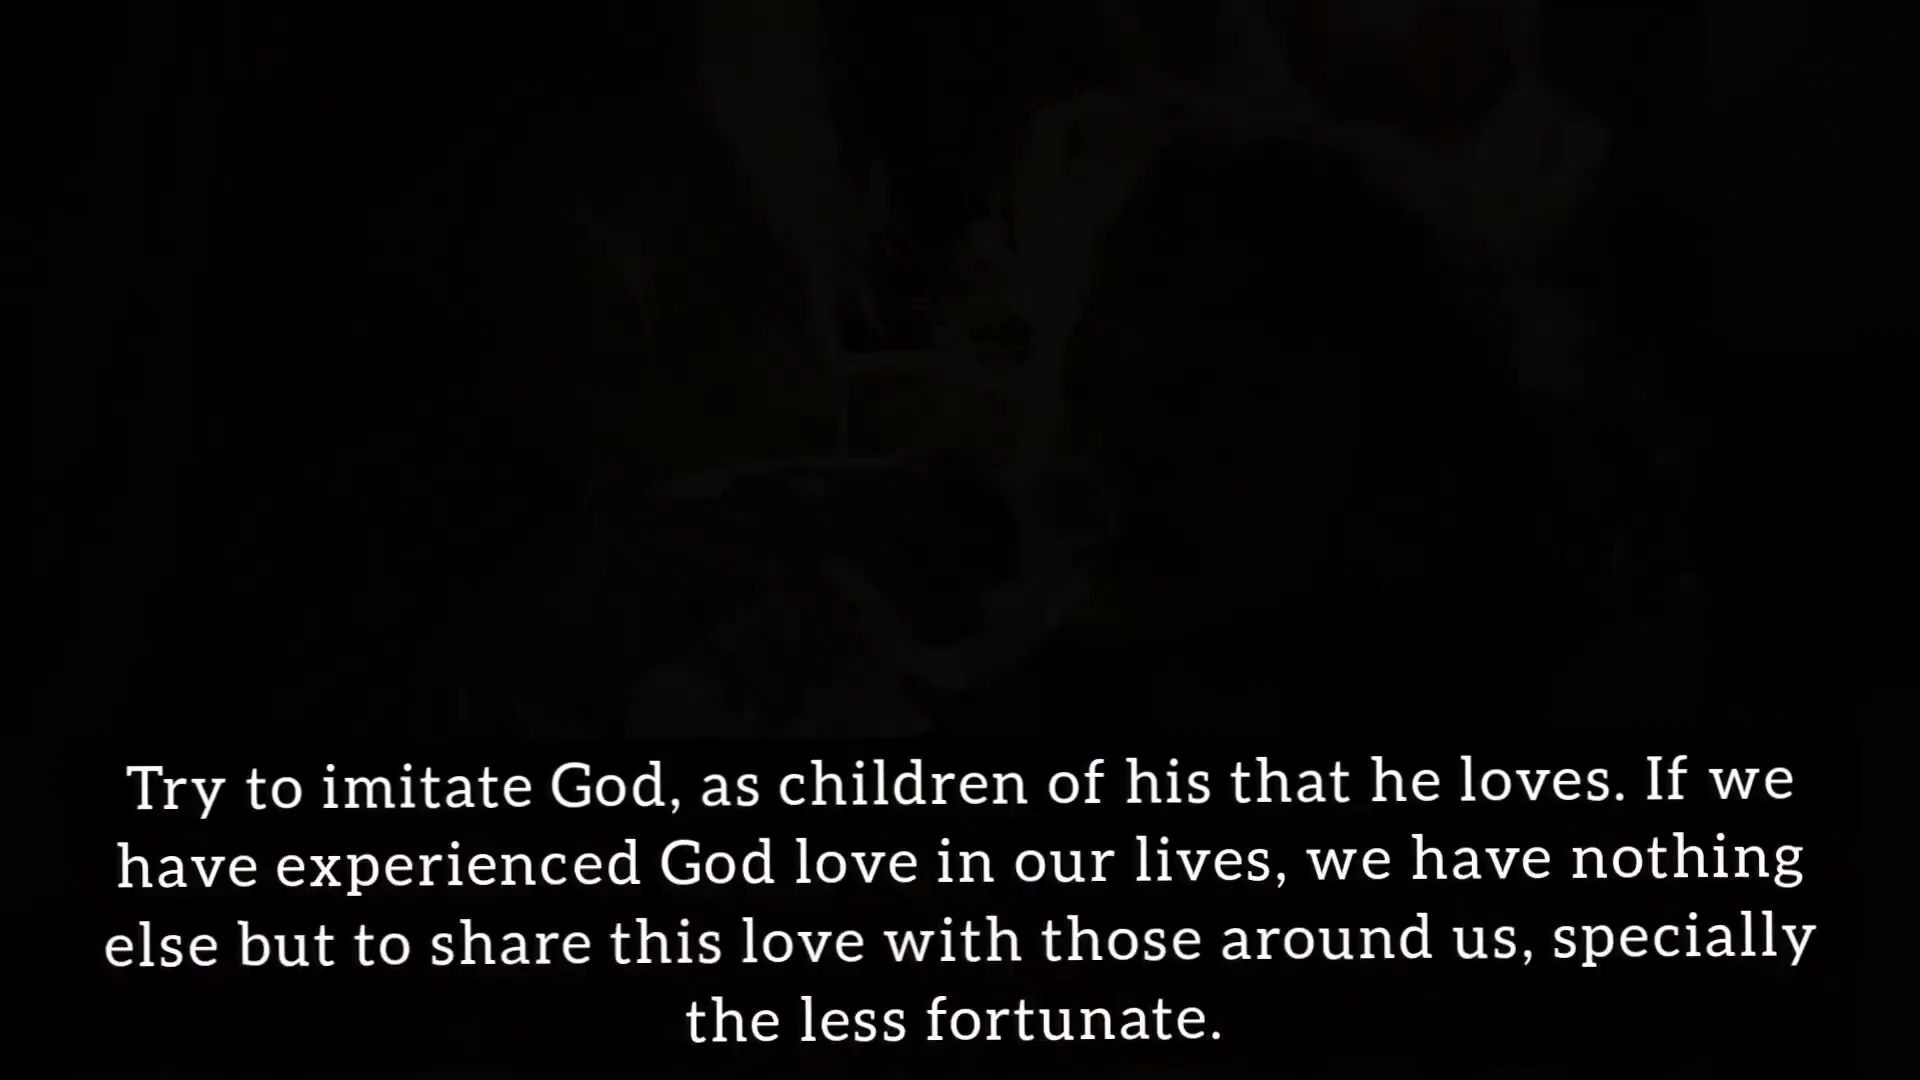 Try to imitate God, as children of his that he loves. If we
have experienced God love in our lives, we have nothing
else but to share this love with those around us, specially
the less fortunate.